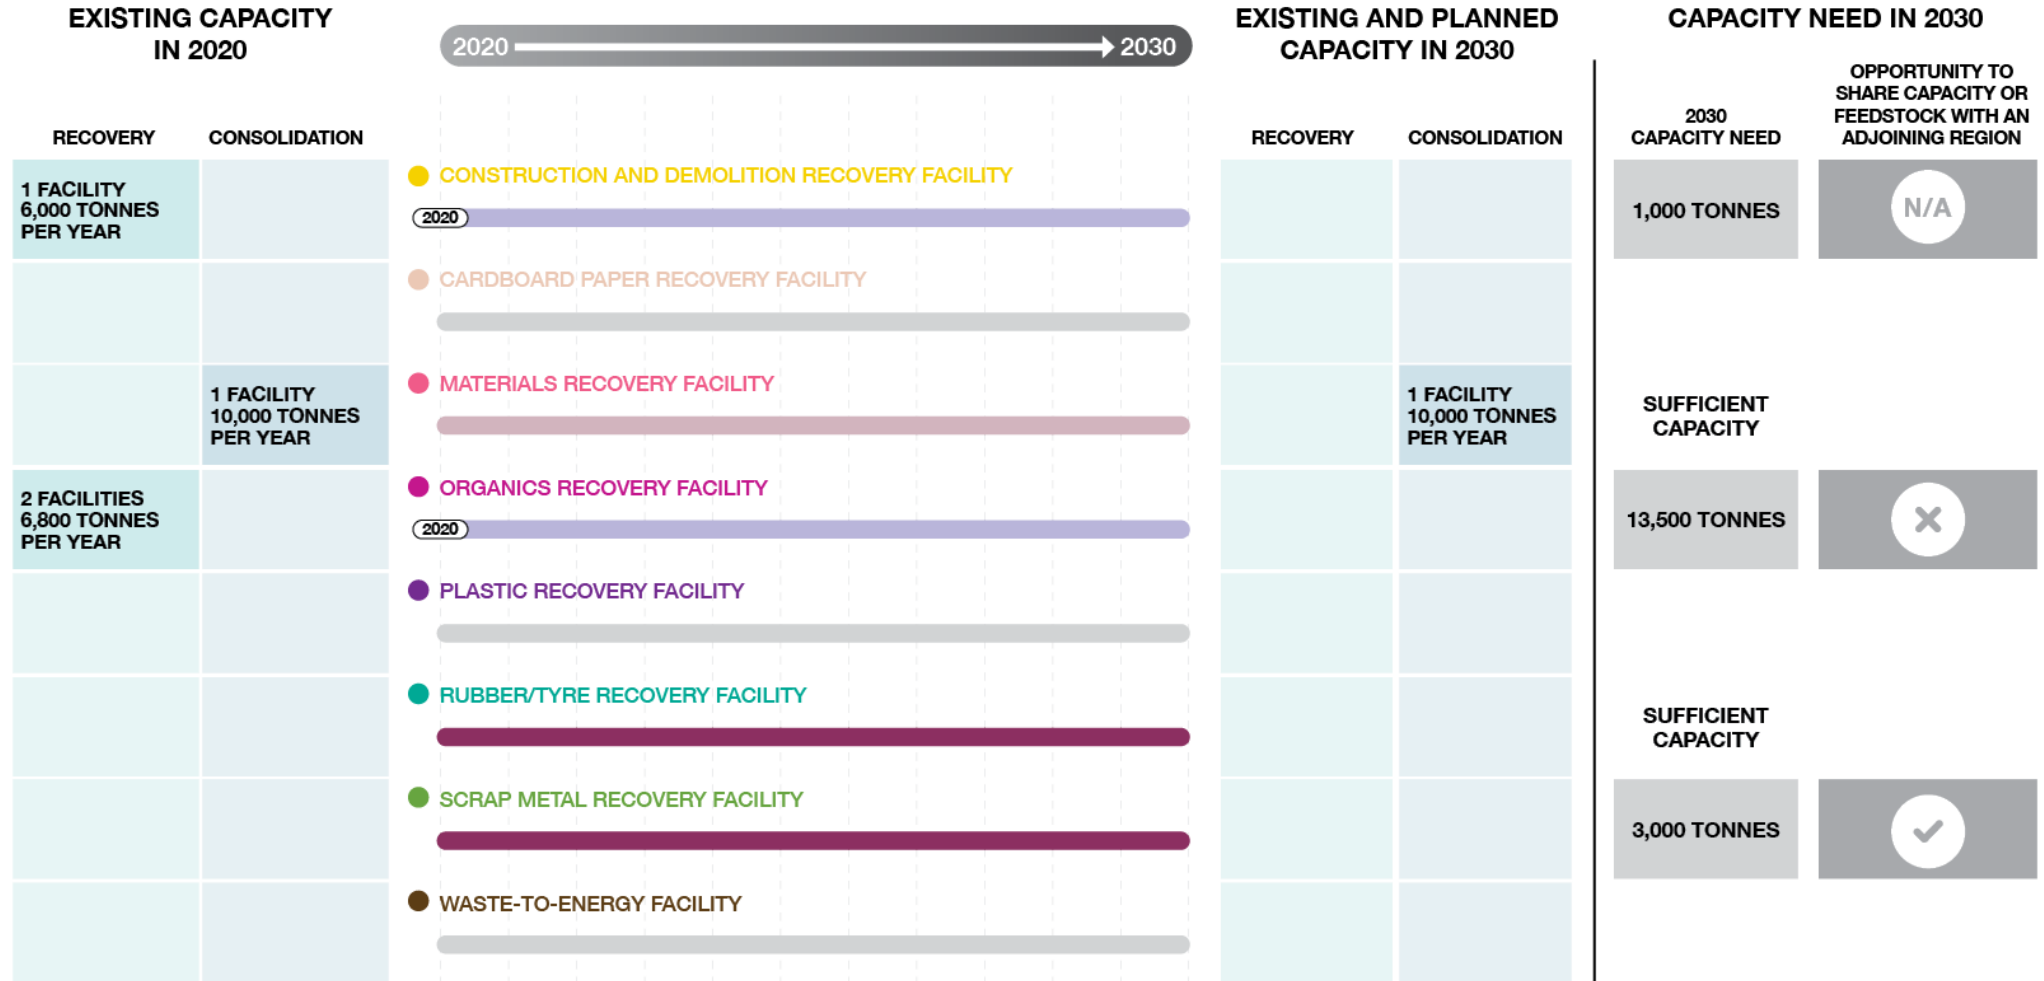 EXISTING CAPACITY
IN 2020
2020
2030
EXISTING AND PLANNED
CAPACITY IN 2030
CAPACITY NEED IN 2030
RECOVERY
CONSOLIDATION
RECOVERY
CONSOLIDATION
2030
CAPACITY NEED
OPPORTUNITY TO
SHARE CAPACITY OR
FEEDSTOCK WITH AN
ADJOINING REGION
1 FACILITY
6,000 TONNES
PER YEAR
CONSTRUCTION AND DEMOLITION RECOVERY FACILITY
2020
1,000 TONNES
N/A
CARDBOARD PAPER RECOVERY FACILITY
1 FACILITY
10,000 TONNES
PER YEAR
MATERIALS RECOVERY FACILITY
1 FACILITY
10,000 TONNES
PER YEAR
SUFFICIENT
CAPACITY
2 FACILITIES
6,800 TONNES
PER YEAR
ORGANICS RECOVERY FACILITY
2020
13,500 TONNES
PLASTIC RECOVERY FACILITY
RUBBER/TYRE RECOVERY FACILITY
SUFFICIENT
CAPACITY
SCRAP METAL RECOVERY FACILITY
3,000 TONNES
WASTE-TO-ENERGY FACILITY